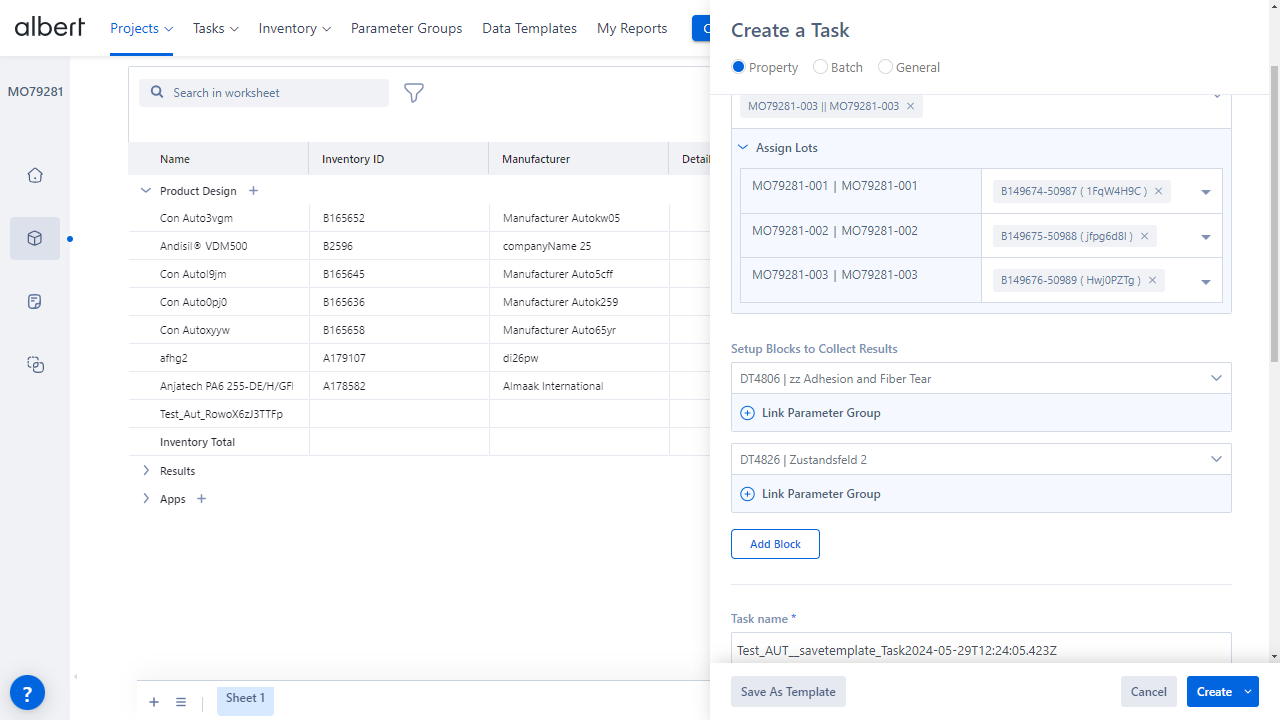 albert
Projects
Tasks
Inventory
Parameter Groups
Data Templates
My Reports
MO79281
Search in worksheet
Name
Inventory ID
Manufacturer
Product Design
Con Auto3vgm
B165652
Manufacturer Autokw05
Andisil® VDM500
B2596
companyName 25
Con AutoI9jm
B165645
Manufacturer Auto5cff
Con Auto0pj0
B165636
Manufacturer Autok259
Con Autoxyyw
B165658
Manufacturer Auto65yr
afhg2
A179107
di26pw
Anjatech PA6 255-DE/H/GFI
A178582
Almaak International
Test_Aut_RowoX6zJ3TTFp
Inventory Total
Results
Apps
Sheet 1
?
Create a Task
Property
Batch
General
MO79281-003 || MO79281-003
Assign Lots
MO79281-001 | MO79281-001
B149674-50987 ( 1FqW4H9C )
MO79281-002 | MO79281-002
B149675-50988 ( jfpg6d8I )
MO79281-003 | MO79281-003
B149676-50989 ( Hwj0PZTg )
Setup Blocks to Collect Results
DT4806 | zz Adhesion and Fiber Tear
Link Parameter Group
DT4826 | Zustandsfeld 2
Link Parameter Group
Add Block
Task name *
Test_AUT__savetemplate_Task2024-05-29T12:24:05.423Z
Save As Template
Cancel
Create